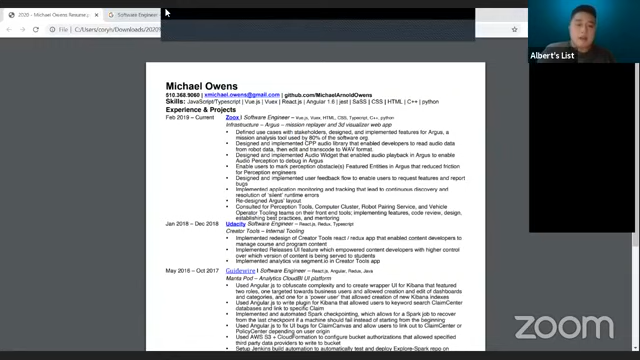 2020 - Michael Owens Resume.p
Software Engineer
File | C:/Users/coryh/Downloads/2020
Albert's List
Michael Owens
510.368.9060 | xmichael.owens@gmail.com | github.com/MichaelArnoldOwens
Skills: JavaScript/Typescript | Vue.js | Vuex | React.js | Angular 1.6 | jest | SaSS | CSS | HTML | C++ | python
Experience & Projects
Feb 2019 – Current Zoox | Software Engineer – Vue.js, Vuex, HTML, CSS, Typescript, C++, python
Infrastructure – Argus – mission replayer and 3d visualizer web app
• Defined use cases with stakeholders, designed, and implemented features for Argus, a
mission analysis tool used by 80% of the software org.
• Designed and implemented CPP audio library that enabled developers to read audio data
from robot data, then edit and transcode to WAV format.
• Designed and implemented Audio Widget that enabled audio playback in Argus to enable
Audio Perception to debug in Argus
• Enable users to mark perception obstacle(s) Featured Entities in Argus that reduced friction
for Perception engineers
• Designed and implemented user feedback flow to enable users to request features and report
bugs
• Implemented application monitoring and tracking that lead to continuous discovery and
resolution of 'silent' runtime errors
• Re-designed Argus' layout
• Consulted for Perception Tools, Computer Cluster, Robot Pairing Service, and Vehicle
Operator Tooling teams on their front end tools; implementing features, code review, design,
establishing best practices, and mentoring
Jan 2018 – Dec 2018 Udacity Software Engineer – React.js, Redux, Typescript
Creator Tools – Internal Tooling
• Implemented redesign of Creator Tools react / redux app that enabled content developers to
manage course and program content
• Implemented Releases UI feature which empowered content developers with higher control
over which version of content is being served to students
• Implemented analytics via segment.io in Creator Tools app
May 2016 – Oct 2017 Guidewire | Software Engineer – React.js, Angular, Redux, Java
Manta Pod – Analytics CloudBI UI platform
• Used Angular js to obfuscate complexity and to create wrapper UI for Kibana that featured
two roles, one targeted towards business users and allowed creation and edit of dashboards
and categories, and one for a 'power user' that allowed creation of new Kibana indexes
• Used Angular js to write plugin for Kibana that allowed users to keyword search ClaimCenter
databases and link to specific Claim
• Implemented and automated Spark checkpointing, which allows for a Spark job to recover
from the last checkpoint if a machine should fail instead of starting from the beginning
• Used Angular js to fix UI bugs for ClaimCanvas and allow users to link out to ClaimCenter or
PolicyCenter depending on user origin
• Used AWS S3 + CloudFormation to configure bucket authorizations that allowed specified
third party data providers to write to bucket
• Setup Jenkins build automation to automatically test and deploy Explore-Spark repo on
zoom